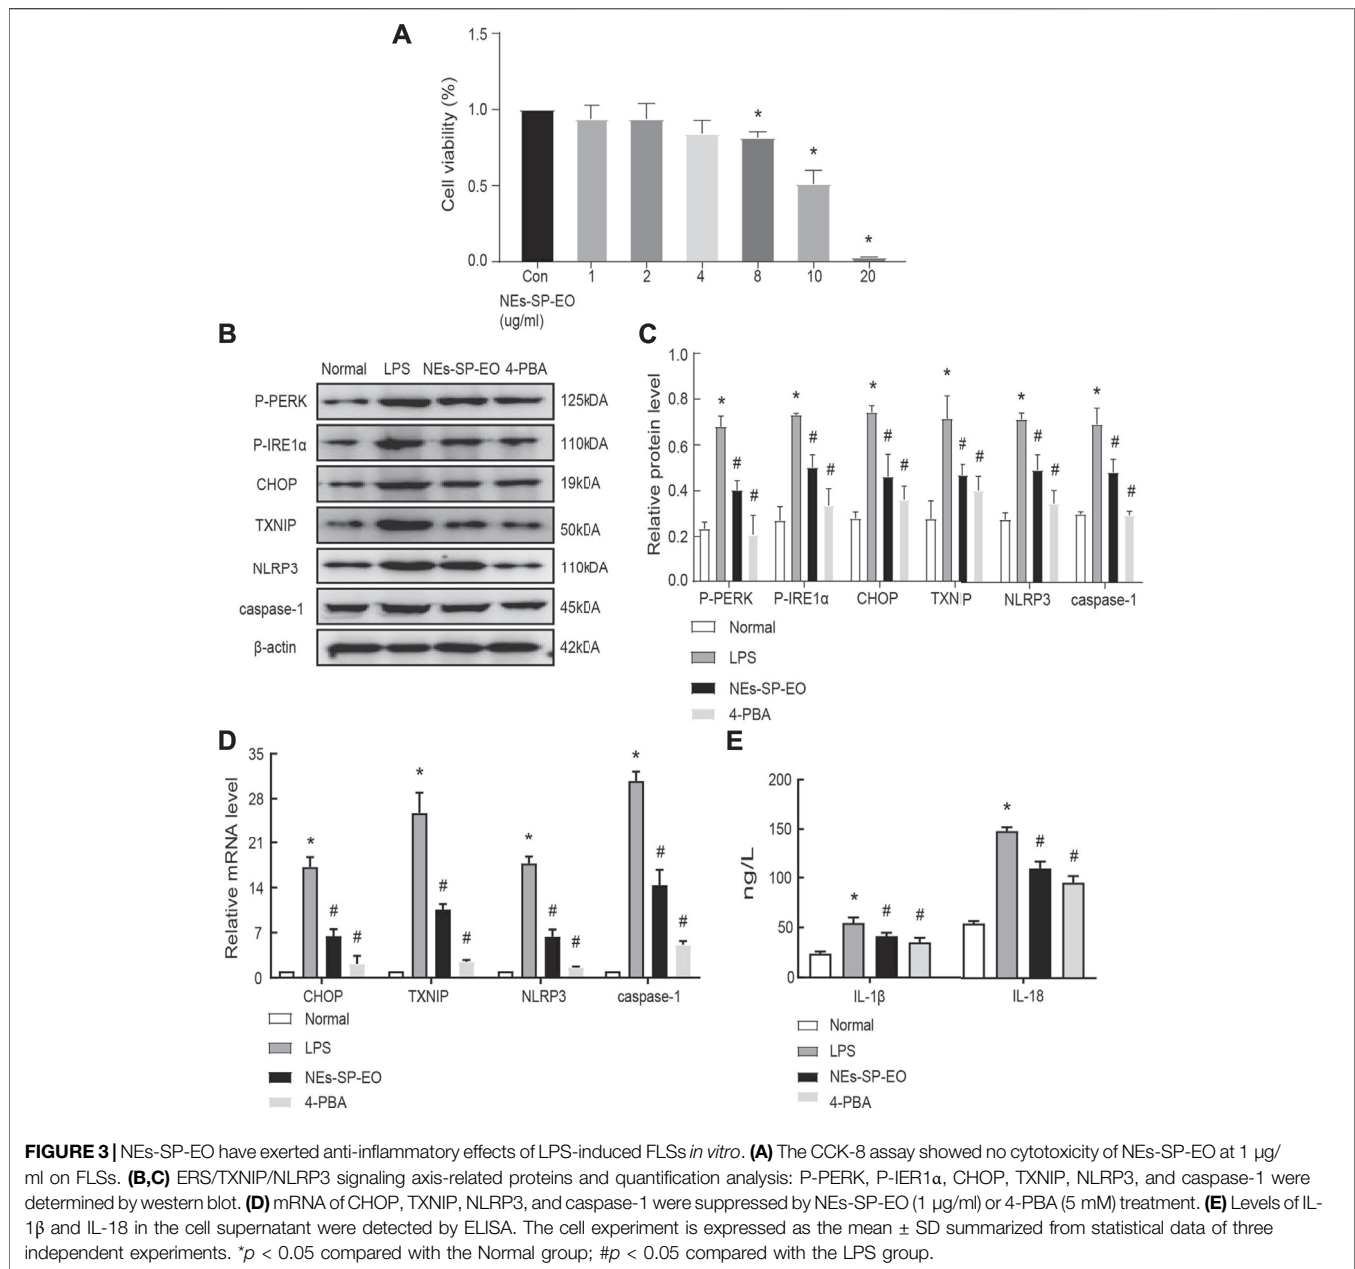 A
1.5
1.0
0.5
0.0
Cell viability (%)
*
*
*
Con 1 2 4 8 10 20
NEs-SP-EO
(ug/ml)
B
Normal LPS NEs-SP-EO 4-PBA
P-PERK 125kDA
P-IRE1α 110kDA
CHOP 19kDA
TXNIP 50kDA
NLRP3 110kDA
caspase-1 45kDA
β-actin 42kDA
C
1.0
0.8
0.6
0.4
0.2
0.0
Relative protein level
* # # * # # * # # * # # * # # * # #
P-PERK P-IRE1α CHOP TXNIP NLRP3 caspase-1
Normal
LPS
NEs-SP-EO
4-PBA
D
35
28
21
14
7
0
Relative mRNA level
* # # * # # * # # * # #
CHOP TXNIP NLRP3 caspase-1
Normal
LPS
NEs-SP-EO
4-PBA
E
200
150
100
50
0
ng/L
* # # * # #
IL-1β IL-18
Normal
LPS
NEs-SP-EO
4-PBA
FIGURE 3 | NEs-SP-EO have exerted anti-inflammatory effects of LPS-induced FLSs in vitro. (A) The CCK-8 assay showed no cytotoxicity of NEs-SP-EO at 1 µg/
ml on FLSs. (B,C) ERS/TXNIP/NLRP3 signaling axis-related proteins and quantification analysis: P-PERK, P-IER1α, CHOP, TXNIP, NLRP3, and caspase-1 were
determined by western blot. (D) mRNA of CHOP, TXNIP, NLRP3, and caspase-1 were suppressed by NEs-SP-EO (1 µg/ml) or 4-PBA (5 mM) treatment. (E) Levels of IL-
1β and IL-18 in the cell supernatant were detected by ELISA. The cell experiment is expressed as the mean ± SD summarized from statistical data of three
independent experiments. *p < 0.05 compared with the Normal group; #p < 0.05 compared with the LPS group.